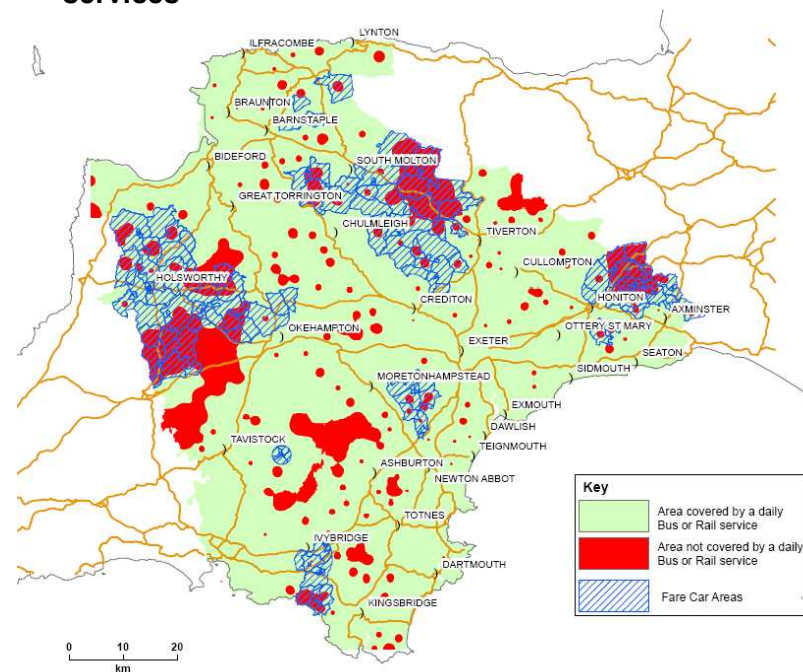 services
LYNTON
ILFRACOMBE
BRAUNTON
BARNSTAPLE
BIDEFORD
SOUTH MOLTON
GREAT TORRINGTON
CHULMLEIGH
TIVERTON
CULLOMPTON
HOLSWORTHY
HONITON
CREDITON
AXMINSTER
OKEHAMPTON
OTTERY ST MARY
EXETER
SEATON
SIDMOUTH
MORETONHAMPSTEAD
EXMOUTH
DAWLISH
TAVISTOCK
TEIGNMOUTH
ASHBURTON
NEWTON ABBOT
TOTNES
IVYBRIDGE
DARTMOUTH
KINGSBRIDGE
Key
Area covered by a daily
Bus or Rail service
Area not covered by a daily
Bus or Rail service
Fare Car Areas
0 10 20
km